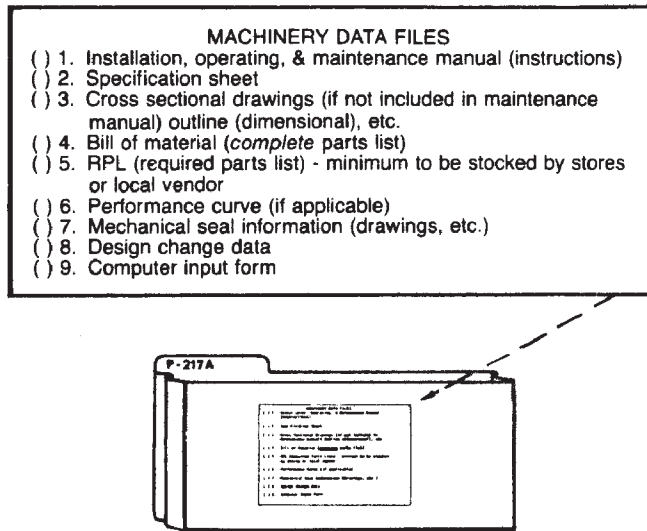 MACHINERY DATA FILES
( ) 1. Installation, operating, & maintenance manual (instructions)
( ) 2. Specification sheet
( ) 3. Cross sectional drawings (if not included in maintenance
manual) outline (dimensional), etc.
( ) 4. Bill of material (complete parts list)
( ) 5. RPL (required parts list) - minimum to be stocked by stores
or local vendor
( ) 6. Performance curve (if applicable)
( ) 7. Mechanical seal information (drawings, etc.)
( ) 8. Design change data
( ) 9. Computer input form
P-217A
MACHINERY DATA FILES